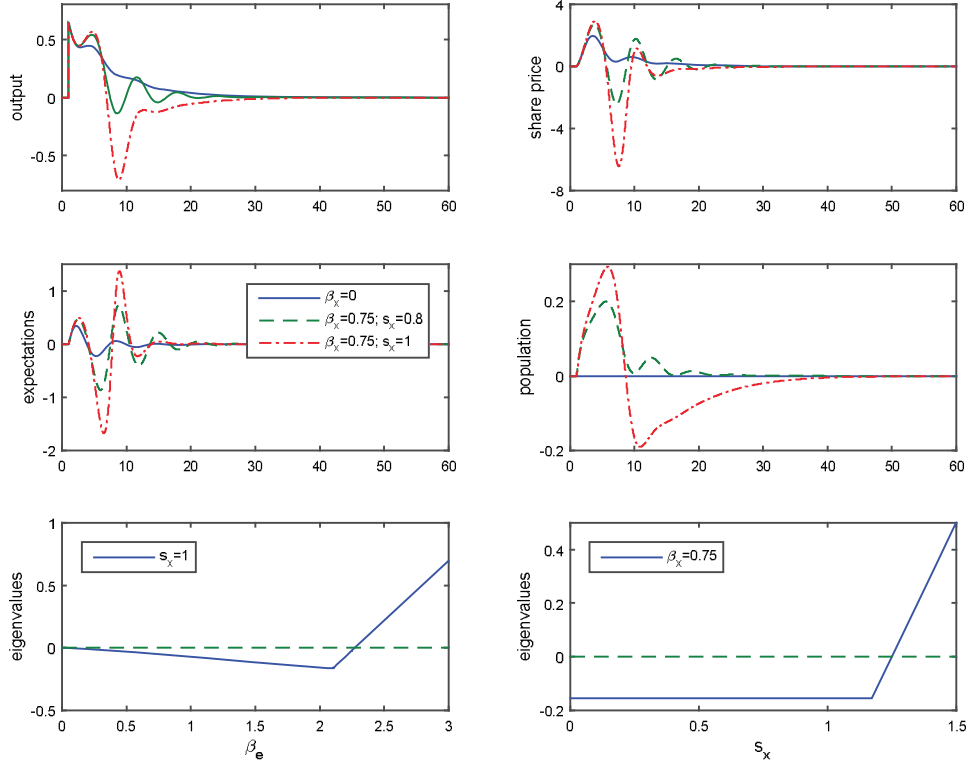 output
0.5
0
-0.5
0 10 20 30 40 50 60
share price
4
0
-4
-8
0 10 20 30 40 50 60
expectations
1
0
-1
-2
β_x=0
β_x=0.75; s_x=0.8
β_x=0.75; s_x=1
0 10 20 30 40 50 60
population
0.2
0
-0.2
0 10 20 30 40 50 60
eigenvalues
1
0.5
0
-0.5
s_x=1
0 0.5 1 1.5 2 2.5 3
β_e
eigenvalues
0.4
0.2
0
-0.2
β_x=0.75
0 0.5 1 1.5
s_x